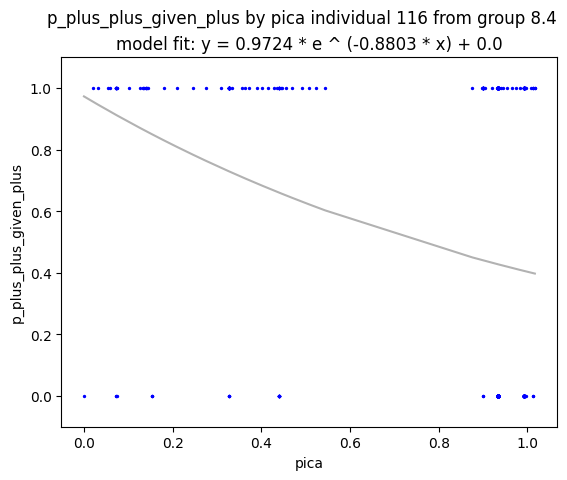 p_plus_plus_given_plus by pica individual 116 from group 8.4
model fit: y = 0.9724 * e ^ (-0.8803 * x) + 0.0
1.0
0.8
0.6
0.4
0.2
0.0
p_plus_plus_given_plus
0.0 0.2 0.4 0.6 0.8 1.0
pica